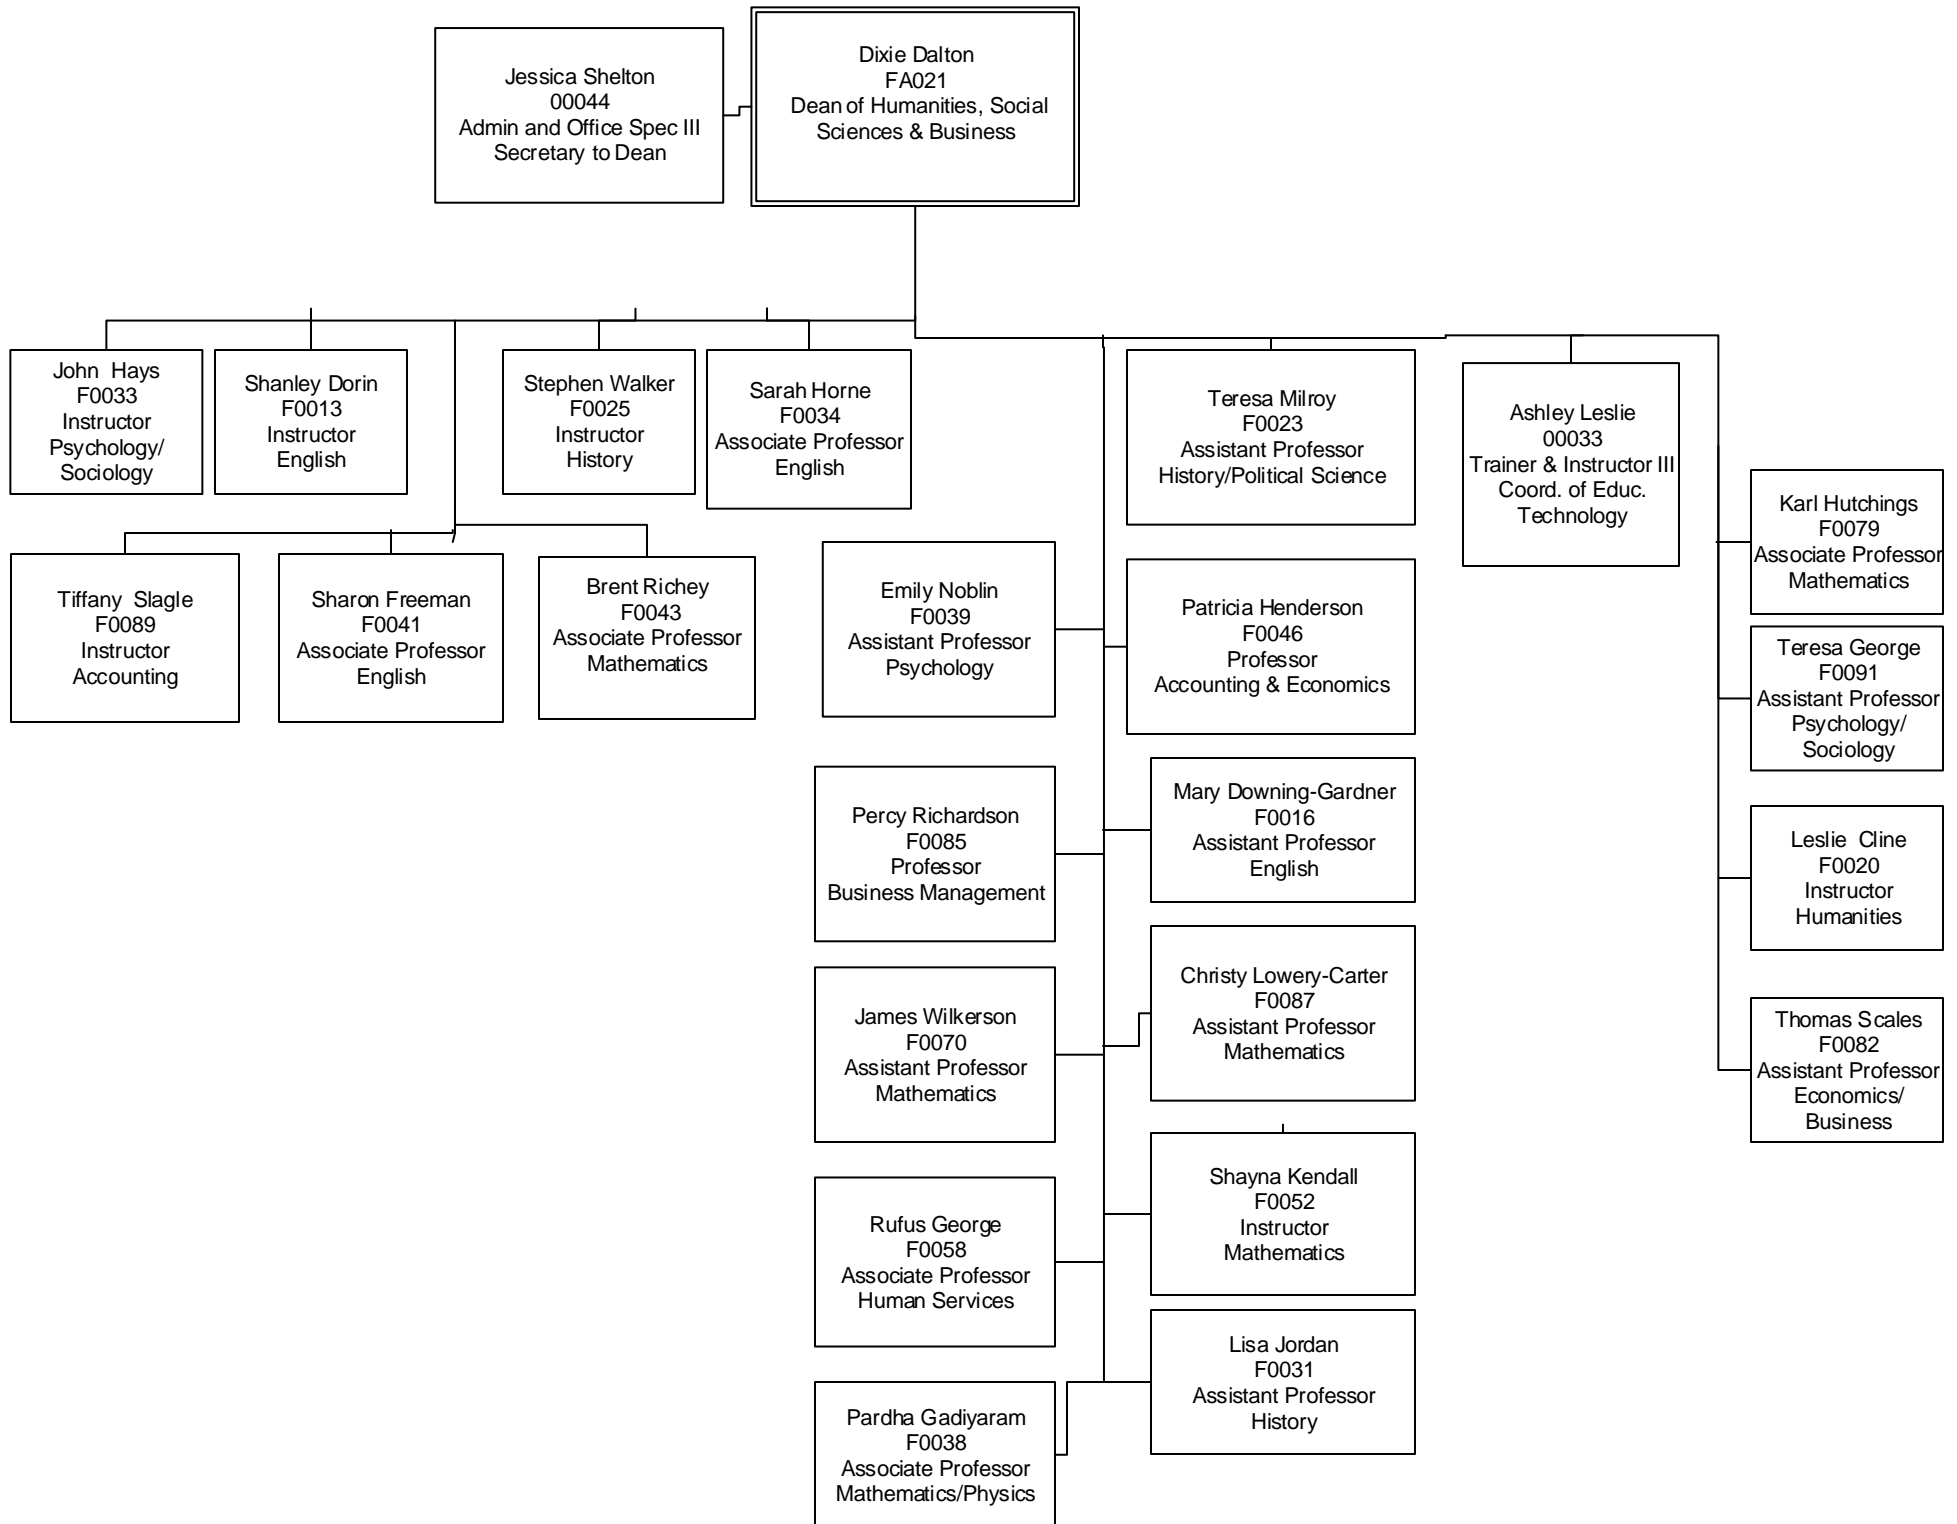 Jessica Shelton
00044
Admin and Office Spec III
Secretary to Dean
Dixie Dalton
FA021
Dean of Humanities, Social
Sciences & Business
John Hays
F0033
Instructor
Psychology/
Sociology
Shanley Dorin
F0013
Instructor
English
Stephen Walker
F0025
Instructor
History
Sarah Horne
F0034
Associate Professor
English
Teresa Milroy
F0023
Assistant Professor
History/Political Science
Ashley Leslie
00033
Trainer & Instructor III
Coord. of Educ.
Technology
Karl Hutchings
F0079
Associate Professor
Mathematics
Tiffany Slagle
F0089
Instructor
Accounting
Sharon Freeman
F0041
Associate Professor
English
Brent Richey
F0043
Associate Professor
Mathematics
Emily Noblin
F0039
Assistant Professor
Psychology
Patricia Henderson
F0046
Professor
Accounting & Economics
Teresa George
F0091
Assistant Professor
Psychology/
Sociology
Percy Richardson
F0085
Professor
Business Management
Mary Downing-Gardner
F0016
Assistant Professor
English
Leslie Cline
F0020
Instructor
Humanities
James Wilkerson
F0070
Assistant Professor
Mathematics
Christy Lowery-Carter
F0087
Assistant Professor
Mathematics
Thomas Scales
F0082
Assistant Professor
Economics/
Business
Rufus George
F0058
Associate Professor
Human Services
Shayna Kendall
F0052
Instructor
Mathematics
Pardha Gadiyaram
F0038
Associate Professor
Mathematics/Physics
Lisa Jordan
F0031
Assistant Professor
History